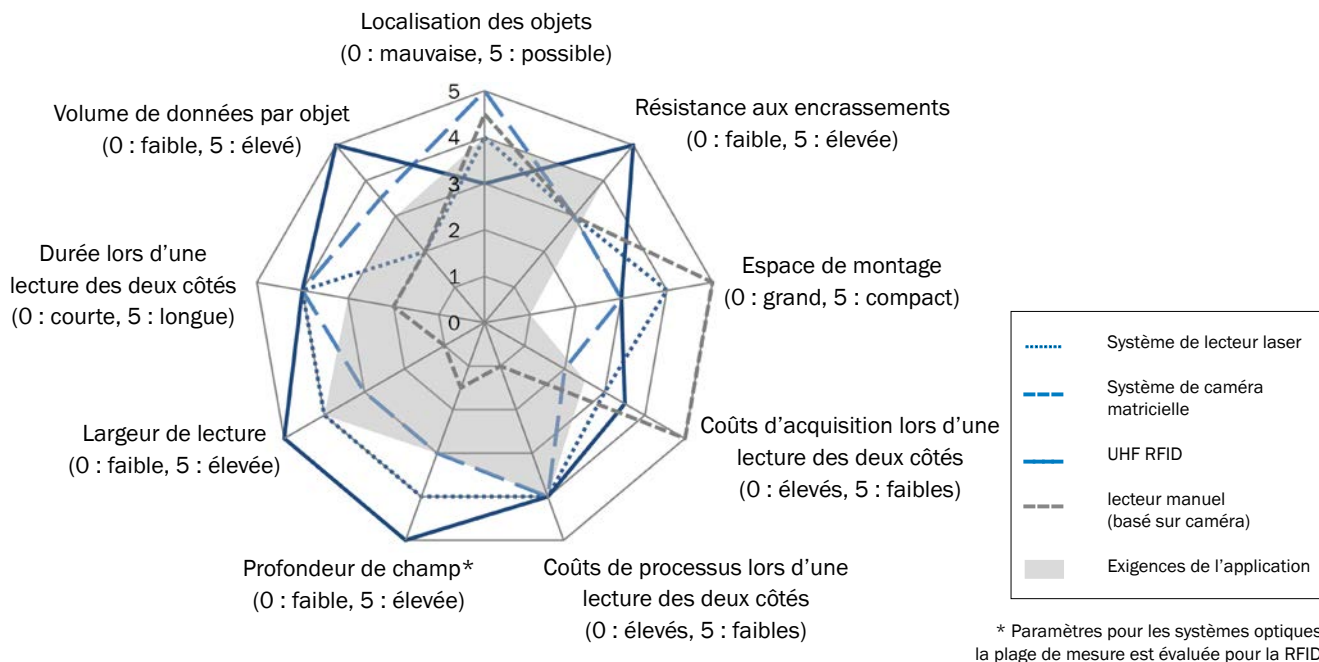 Localisation des objets
(0 : mauvaise, 5 : possible)
Résistance aux encrassements
(0 : faible, 5 : élevée)
Espace de montage
(0 : grand, 5 : compact)
Coûts d'acquisition lors d'une
lecture des deux côtés
(0 : élevés, 5 : faibles)
Coûts de processus lors d'une
lecture des deux côtés
(0 : élevés, 5 : faibles)
Profondeur de champ*
(0 : faible, 5 : élevée)
Largeur de lecture
(0 : faible, 5 : élevée)
Durée lors d'une
lecture des deux côtés
(0 : courte, 5 : longue)
Volume de données par objet
(0 : faible, 5 : élevé)
5
4
3
2
1
0
Système de lecteur laser
Système de caméra
matricielle
UHF RFID
lecteur manuel
(basé sur caméra)
Exigences de l'application
* Paramètres pour les systèmes optiques
la plage de mesure est évaluée pour la RFID